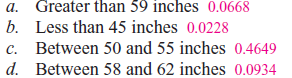 a. Greater than 59 inches 0.0668
b. Less than 45 inches 0.0228
c. Between 50 and 55 inches 0.4649
d. Between 58 and 62 inches 0.0934